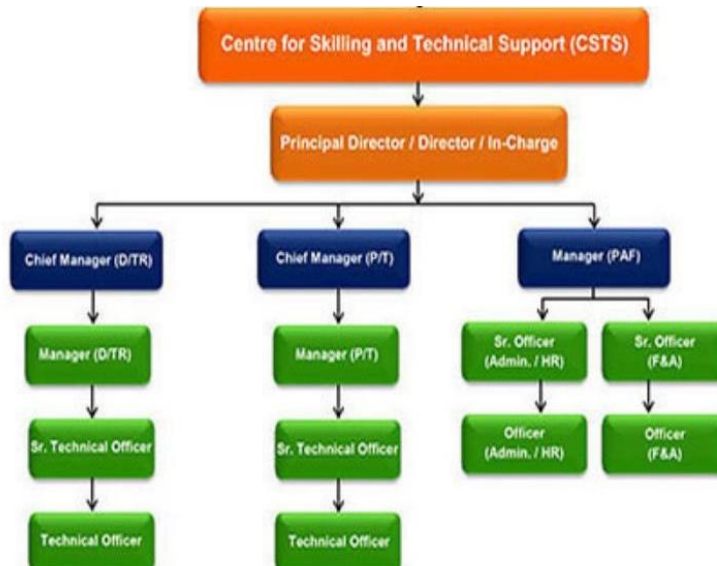 Centre for Skilling and Technical Support (CSTS)
Principal Director / Director / In-Charge
Chief Manager (D/TR)
Chief Manager (P/T)
Manager (PAF)
Manager (D/TR)
Manager (P/T)
Sr. Officer
(Admin. / HR)
Sr. Officer
(F&A)
Sr. Technical Officer
Sr. Technical Officer
Officer
(Admin. / HR)
Officer
(F&A)
Technical Officer
Technical Officer